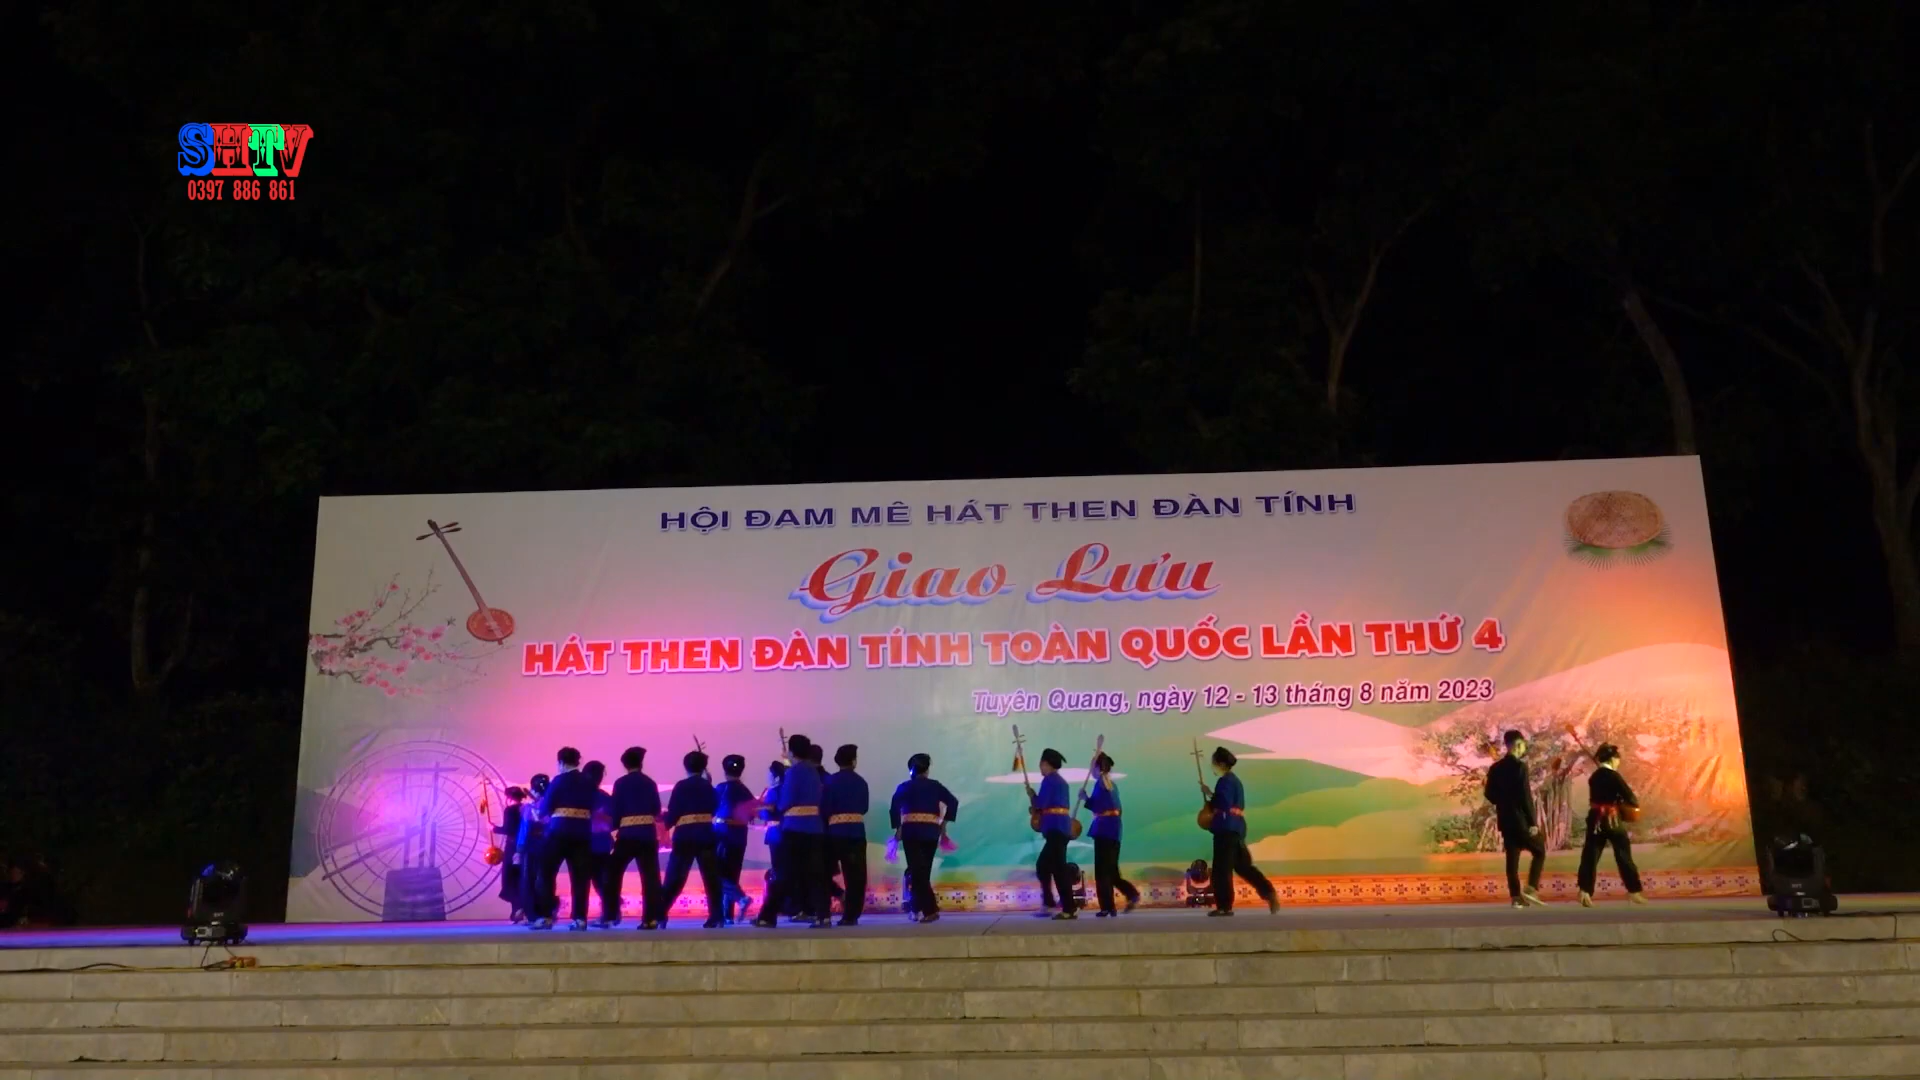 SHTV
0397 886 861
HỘI ĐAM MÊ HÁT THEN ĐÀN TÍNH
Giao Lưu
HÁT THEN ĐÀN TÍNH TOÀN QUỐC LẦN THỨ 4
Tuyên Quang, ngày 12 - 13 tháng 8 năm 2023